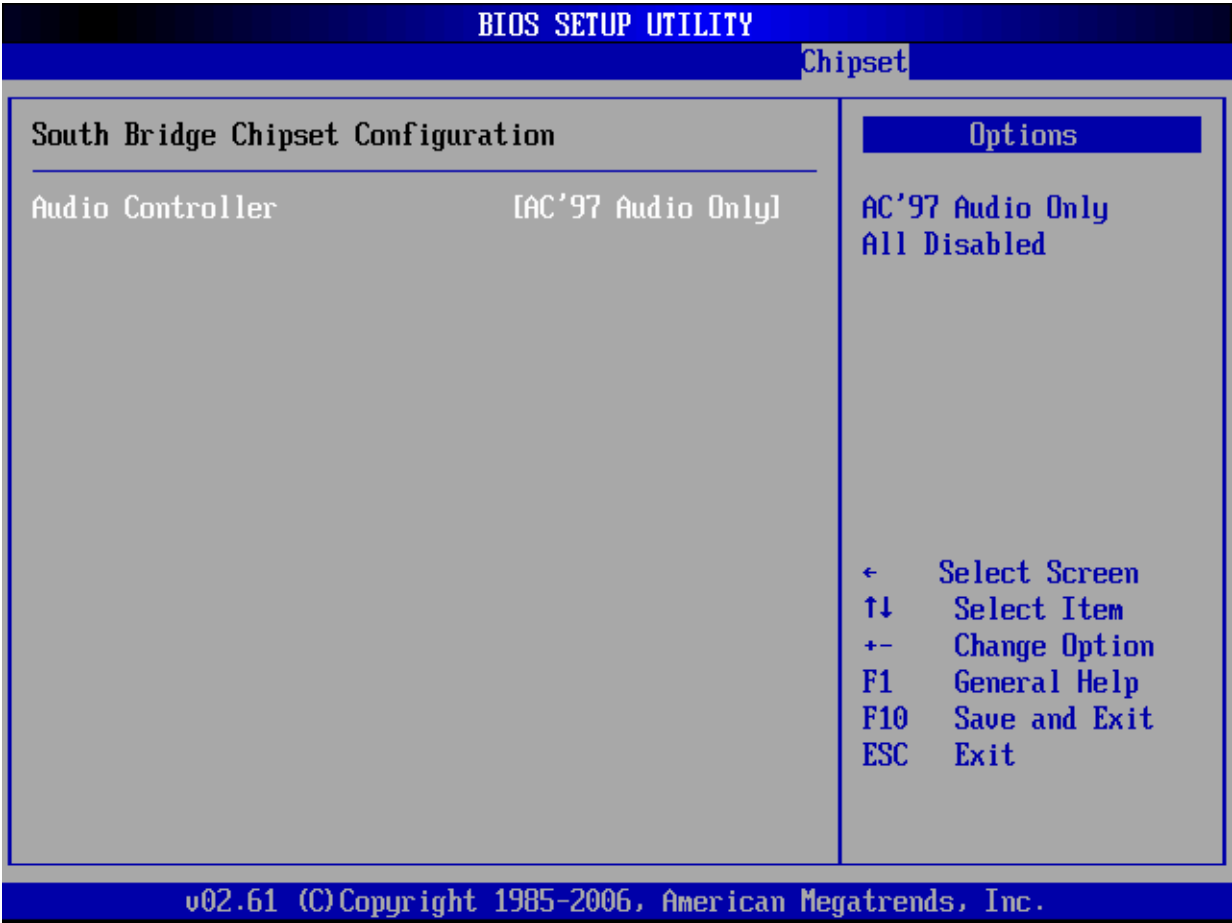 BIOS SETUP UTILITY
Chipset
South Bridge Chipset Configuration
Audio Controller [AC'97 Audio Only]
Options
AC'97 Audio Only
All Disabled
← Select Screen
↑↓ Select Item
+- Change Option
F1 General Help
F10 Save and Exit
ESC Exit
v02.61 (C)Copyright 1985-2006, American Megatrends, Inc.